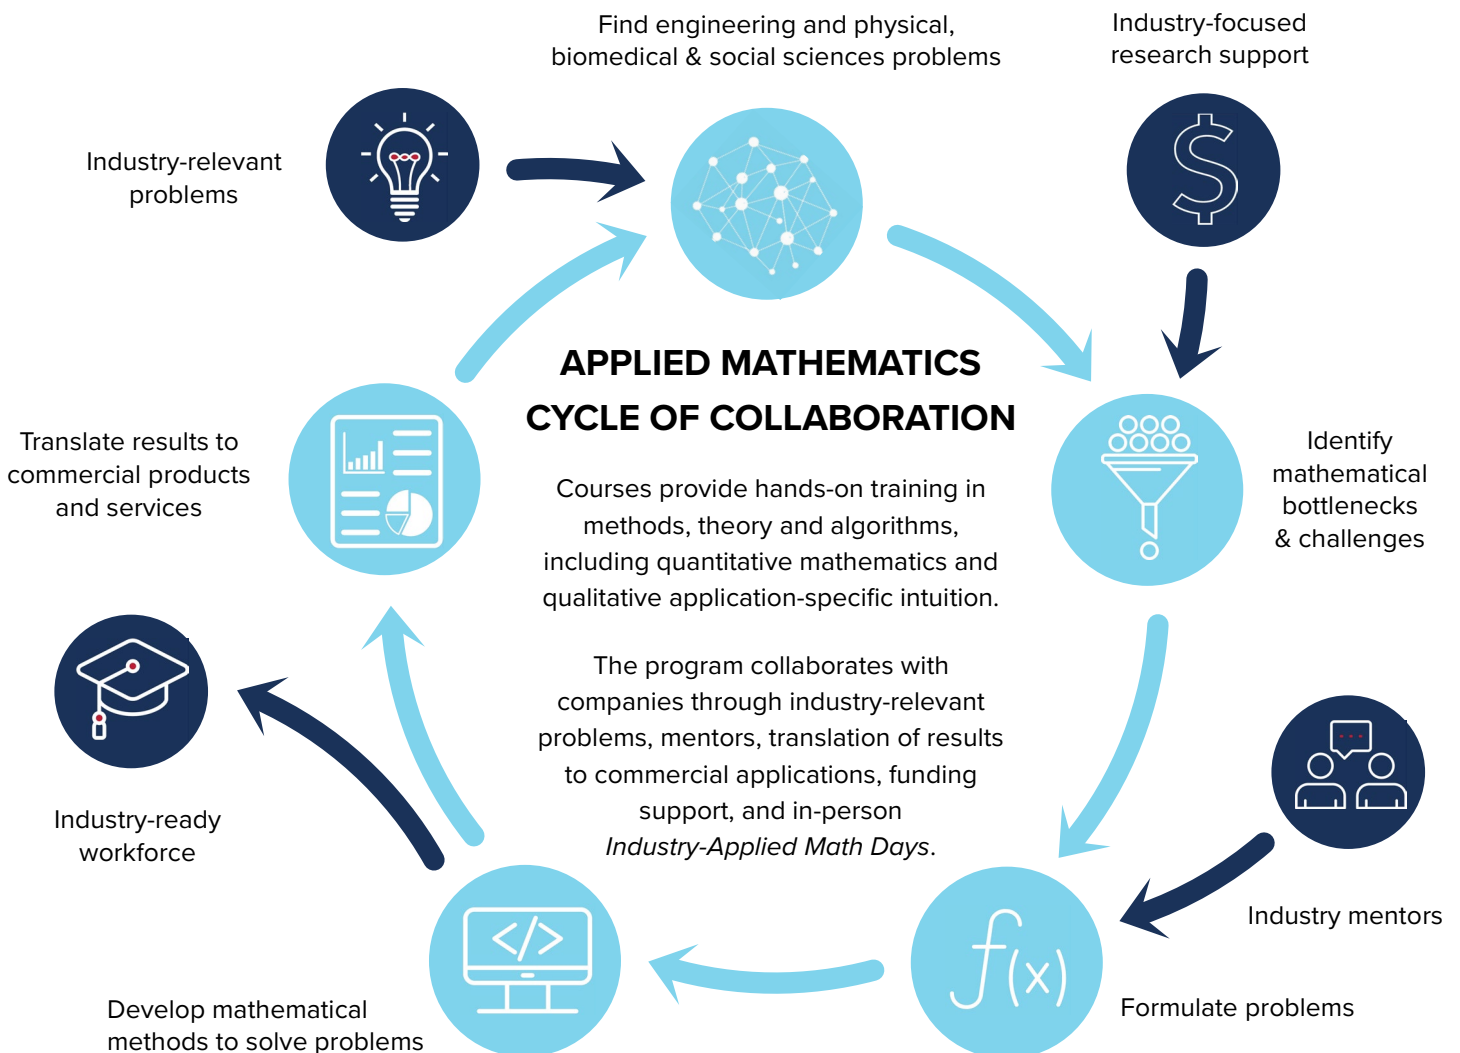 Find engineering and physical,
biomedical & social sciences problems
Industry-focused
research support
Industry-relevant
problems
$
APPLIED MATHEMATICS
CYCLE OF COLLABORATION
Translate results to
commercial products
and services
Identify
mathematical
bottlenecks
& challenges
Courses provide hands-on training in
methods, theory and algorithms,
including quantitative mathematics and
qualitative application-specific intuition.
The program collaborates with
companies through industry-relevant
problems, mentors, translation of results
to commercial applications, funding
support, and in-person
Industry-Applied Math Days.
Industry-ready
workforce
Industry mentors
</>
f(x)
Formulate problems
Develop mathematical
methods to solve problems